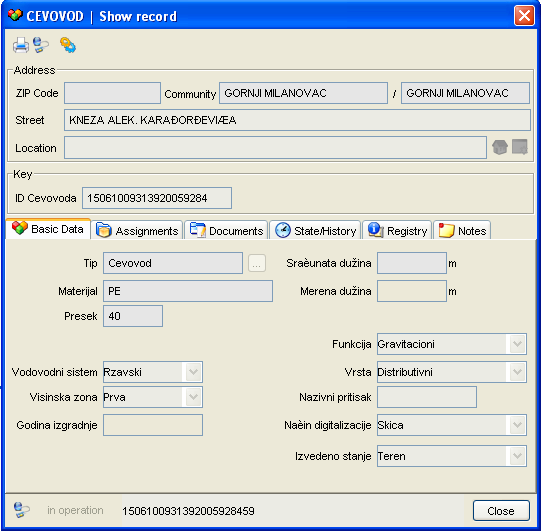 CEVOVOD | Show record
Address
ZIP Code Community GORNJI MILANOVAC / GORNJI MILANOVAC
Street KNEZA ALEK. KARAĐORĐEVIÆA
Location
Key
ID Cevovoda 15061009313920059284
Basic Data Assignments Documents State/History Registry Notes
Tip Cevovod ... Sraèunata dužina m
Materijal PE Merena dužina m
Presek 40
Funkcija Gravitacioni
Vodovodni sistem Rzavski Vrsta Distributivni
Visinska zona Prva Nazivni pritisak
Godina izgradnje Naèin digitalizacije Skica
Izvedeno stanje Teren
in operation 1506100931392005928459 Close